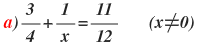 a) 3/4 + 1/x = 11/12 (x≠0)